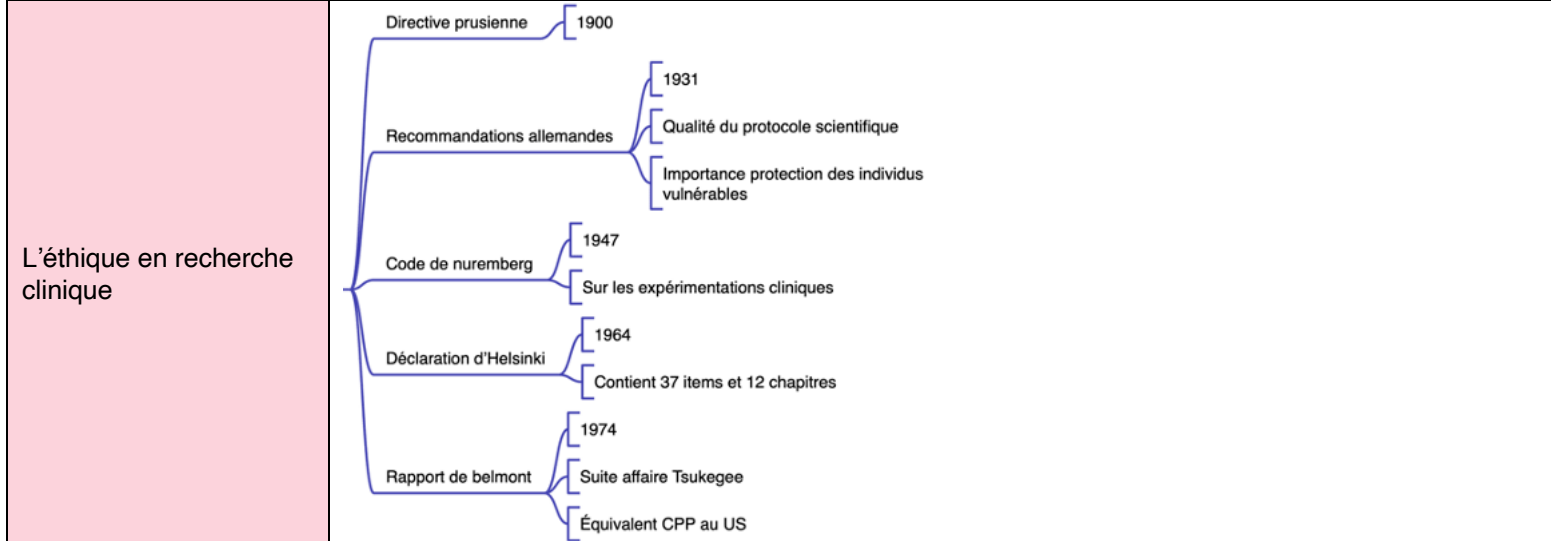 L'éthique en recherche
clinique
Directive prusienne
1900
Recommandations allemandes
1931
Qualité du protocole scientifique
Importance protection des individus
vulnérables
Code de nuremberg
1947
Sur les expérimentations cliniques
Déclaration d'Helsinki
1964
Contient 37 items et 12 chapitres
Rapport de belmont
1974
Suite affaire Tsukegee
Équivalent CPP au US